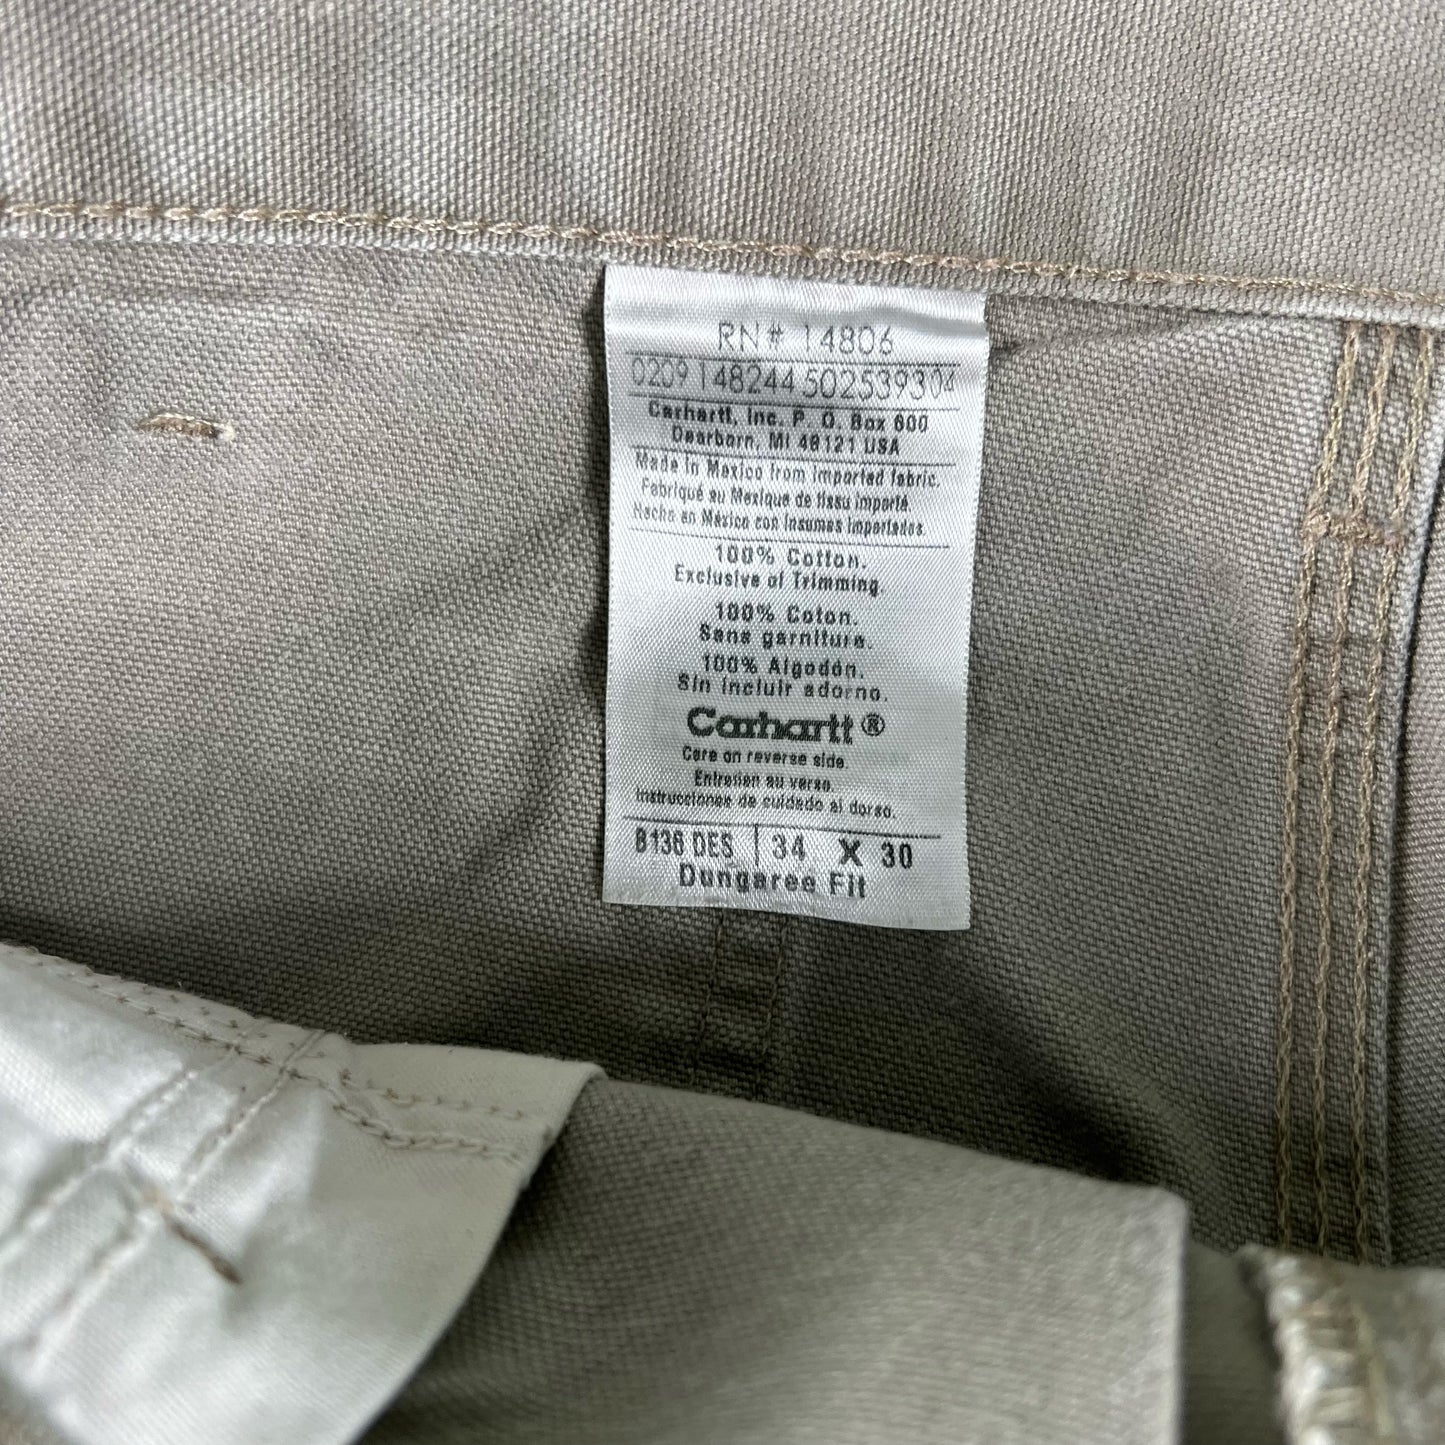 RN# 14806
0209 148244 502539304
Carhartt, Inc. P. O. Box 600
Dearborn, MI 48121 USA
Made in Mexico from imported fabric.
Fabriqué au Mexique de tissu importé.
Hecho en México con insumos importados.
100% Cotton.
Exclusive of Trimming.
100% Coton.
Sans garniture.
100% Algodón.
Sin incluir adorno.
Carhartt®
Care on reverse side.
Entretien au verso.
Instrucciones de cuidado al dorso.
B136 DES 34 X 30
Dungaree Fit